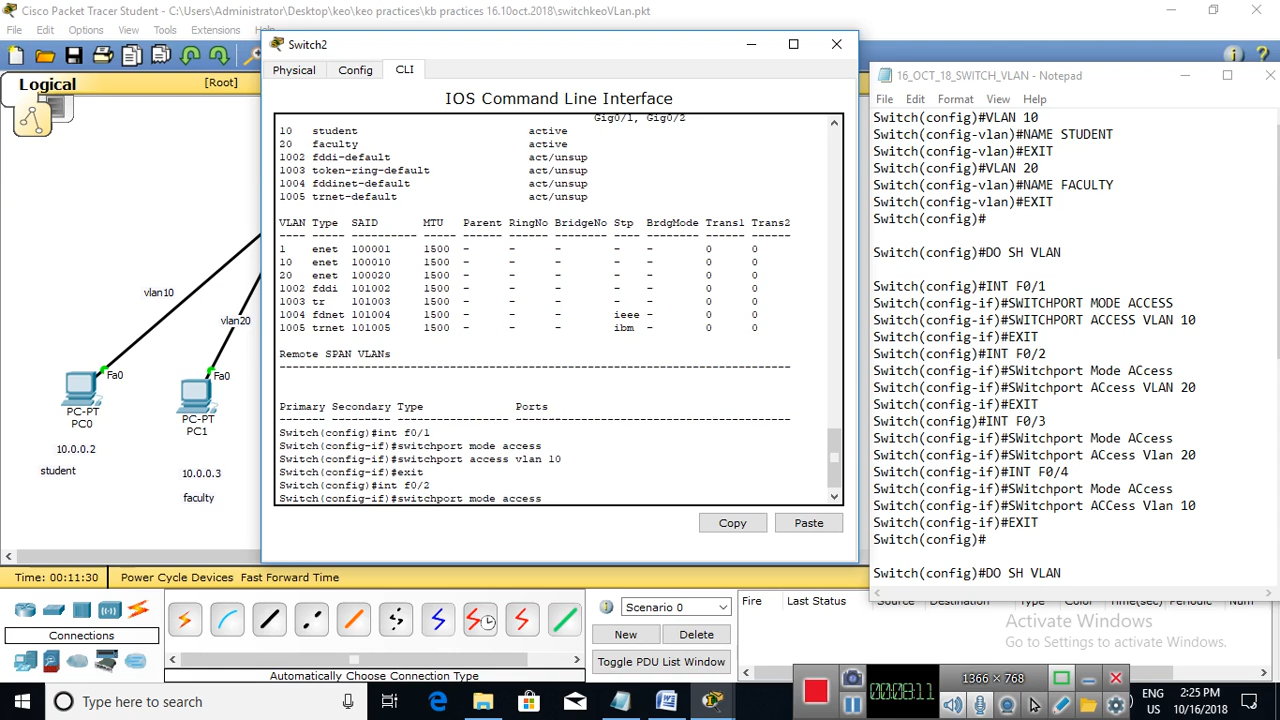 Cisco Packet Tracer Student - C:\Users\Administrator\Desktop\keo\keo practices\kb practices 16.10oct.2018\switchkeoVLan.pkt
File Edit Options View Tools Extensions
Logical
[Root]
vlan10
vlan20
Fa0
Fa0
PC-PT
PC0
PC-PT
PC1
10.0.0.2
10.0.0.3
student
faculty
Switch2
Physical Config CLI
IOS Command Line Interface
Gig0/1, Gig0/2
10 student active
20 faculty active
1002 fddi-default act/unsup
1003 token-ring-default act/unsup
1004 fddinet-default act/unsup
1005 trnet-default act/unsup
VLAN Type SAID MTU Parent RingNo BridgeNo Stp BrdgMode Trans1 Trans2
---- ----- ---------- ----- ------ ------ -------- ---- -------- ------ ------
1 enet 100001 1500 - - - - - 0 0
10 enet 100010 1500 - - - - - 0 0
20 enet 100020 1500 - - - - - 0 0
1002 fddi 101002 1500 - - - - - 0 0
1003 tr 101003 1500 - - - - - 0 0
1004 fdnet 101004 1500 - - - ieee - 0 0
1005 trnet 101005 1500 - - - ibm - 0 0
Remote SPAN VLANs
------------------------------------------------------------------------------
Primary Secondary Type Ports
------- --------- ----------------- ------------------------------------------
Switch(config)#int f0/1
Switch(config-if)#switchport mode access
Switch(config-if)#switchport access vlan 10
Switch(config-if)#exit
Switch(config)#int f0/2
Switch(config-if)#switchport mode access
Copy Paste
16_OCT_18_SWITCH_VLAN - Notepad
File Edit Format View Help
Switch(config)#VLAN 10
Switch(config-vlan)#NAME STUDENT
Switch(config-vlan)#EXIT
Switch(config)#VLAN 20
Switch(config-vlan)#NAME FACULTY
Switch(config-vlan)#EXIT
Switch(config)#
Switch(config)#DO SH VLAN
Switch(config)#INT F0/1
Switch(config-if)#SWITCHPORT MODE ACCESS
Switch(config-if)#SWITCHPORT ACCESS VLAN 10
Switch(config-if)#EXIT
Switch(config)#INT F0/2
Switch(config-if)#Switchport Mode ACcess
Switch(config-if)#Switchport ACcess VLAN 20
Switch(config-if)#EXIT
Switch(config)#INT F0/3
Switch(config-if)#SWitchport Mode ACcess
Switch(config-if)#SWitchport ACcess Vlan 20
Switch(config-if)#INT F0/4
Switch(config-if)#SWitchport Mode ACcess
Switch(config-if)#SWitchport ACCess Vlan 10
Switch(config-if)#EXIT
Switch(config)#
Switch(config)#DO SH VLAN
Time: 00:11:30 Power Cycle Devices Fast Forward Time
Connections
Automatically Choose Connection Type
Scenario 0
New Delete
Toggle PDU List Window
Fire Last Status Source Destination Type Color Time(sec) Periodic Num
Activate Windows
Go to Settings to activate Windows.
00:08:11
1366 × 768
Type here to search
ENG
US
2:25 PM
10/16/2018